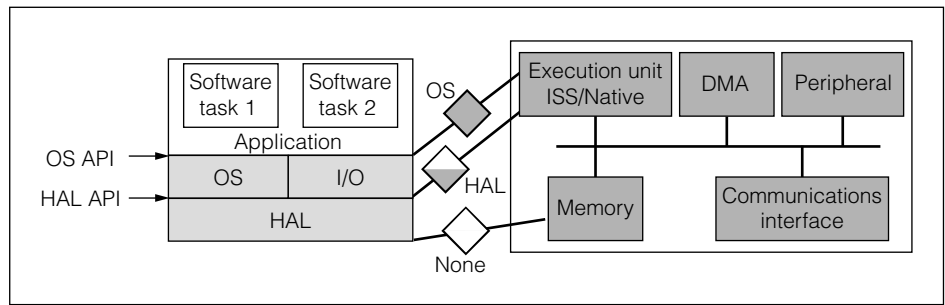 Software
task 1
Software
task 2
Application
OS API
OS
I/O
HAL API
HAL
OS
HAL
None
Execution unit
ISS/Native
DMA
Peripheral
Memory
Communications
interface